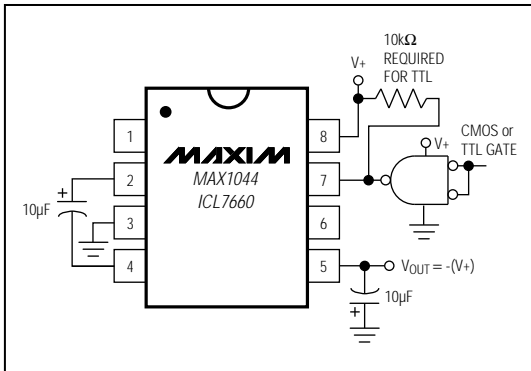 10kΩ
REQUIRED
FOR TTL
V+
CMOS or
TTL GATE
V+
1
8
MAXIM
MAX1044
ICL7660
2
7
+
10µF
3
6
4
5
VOUT = -(V+)
10µF
+